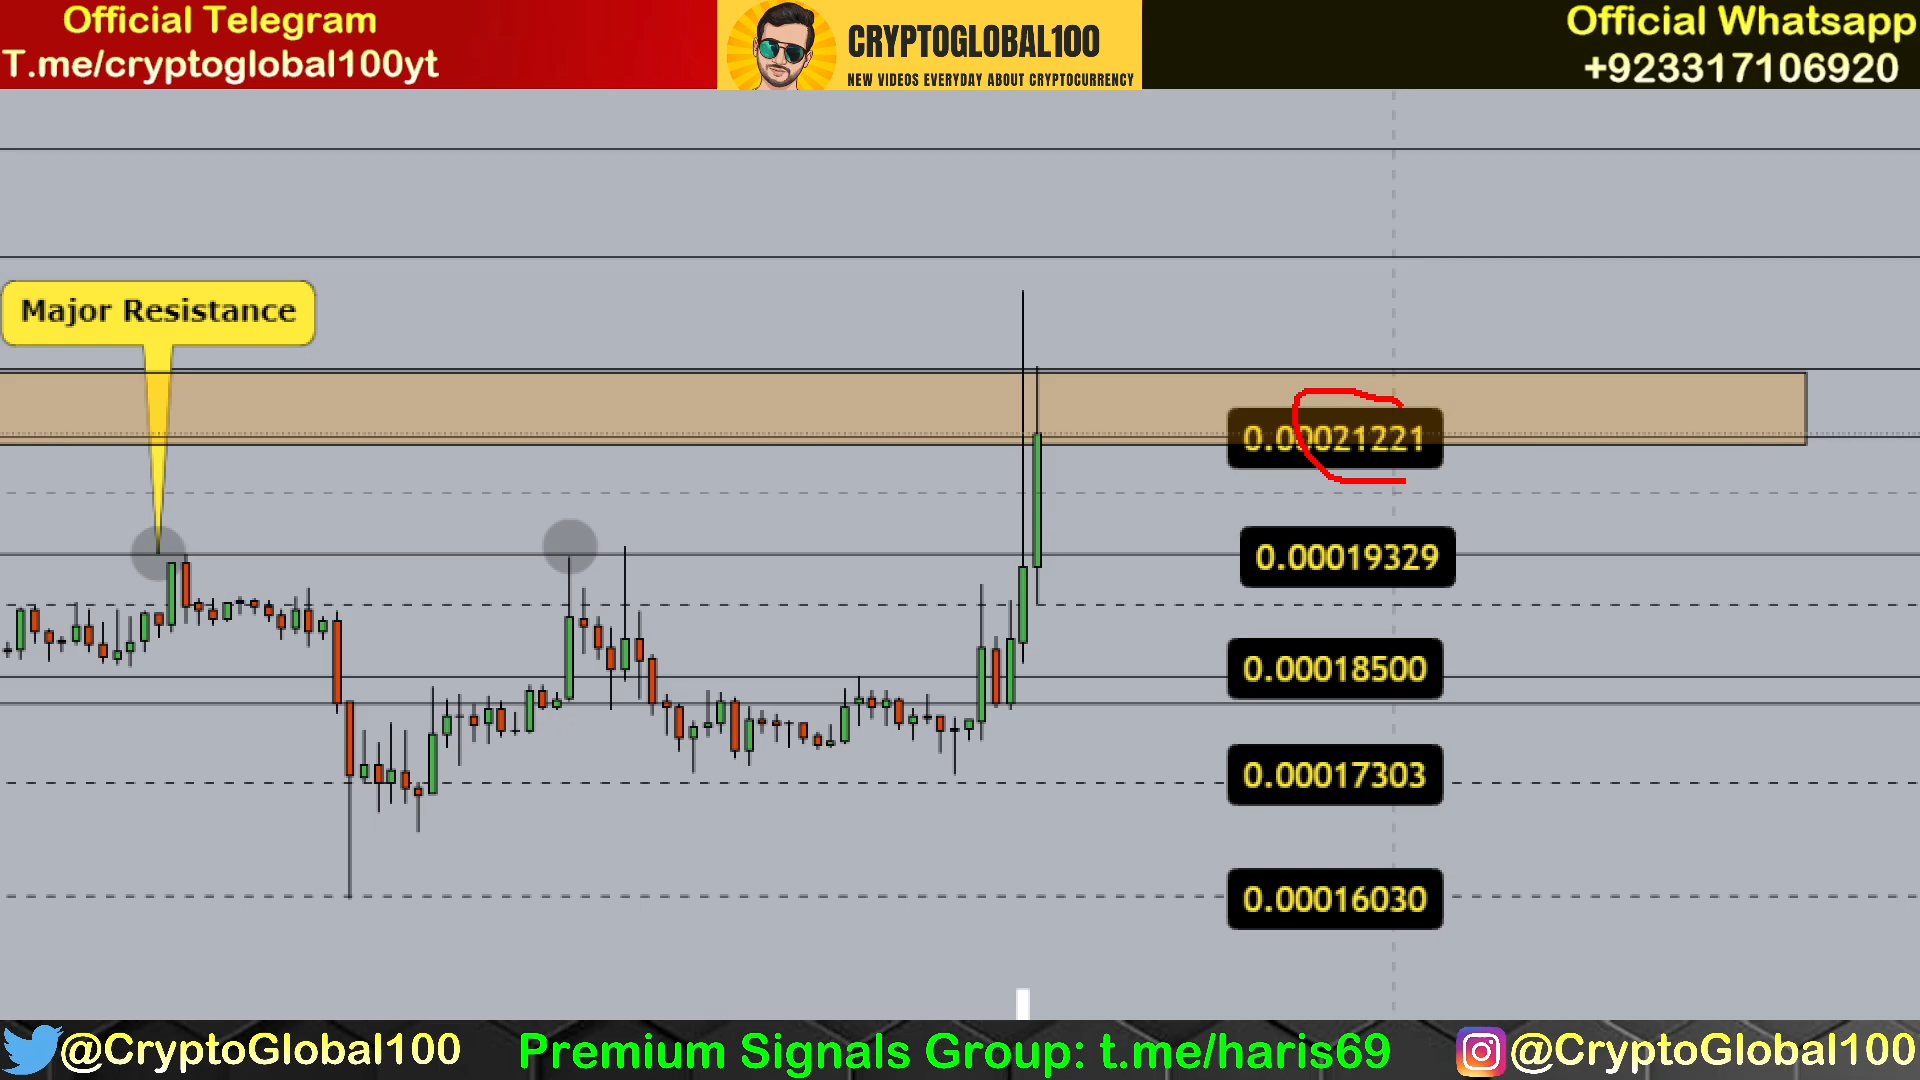 Official Telegram
T.me/cryptoglobal100yt
CRYPTOGLOBAL100
NEW VIDEOS EVERYDAY ABOUT CRYPTOCURRENCY
Official Whatsapp
+923317106920
Major Resistance
0.00021221
0.00019329
0.00018500
0.00017303
0.00016030
@CryptoGlobal100
Premium Signals Group: t.me/haris69
@CryptoGlobal100